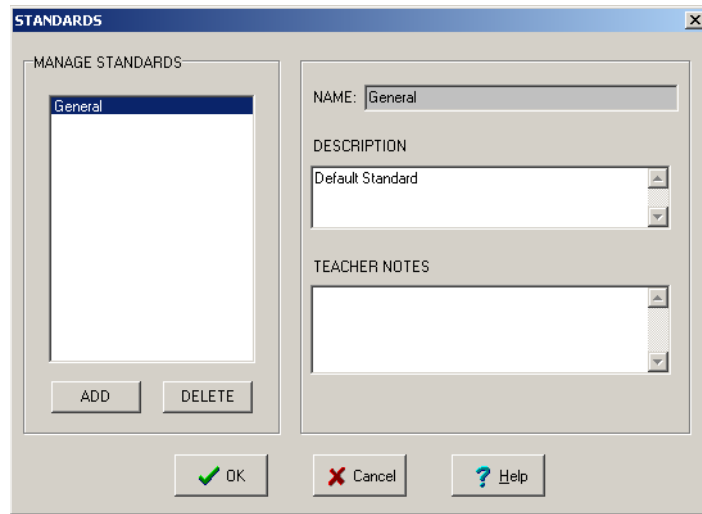 STANDARDS
MANAGE STANDARDS
General
ADD
DELETE
NAME: General
DESCRIPTION
Default Standard
TEACHER NOTES
OK
Cancel
Help